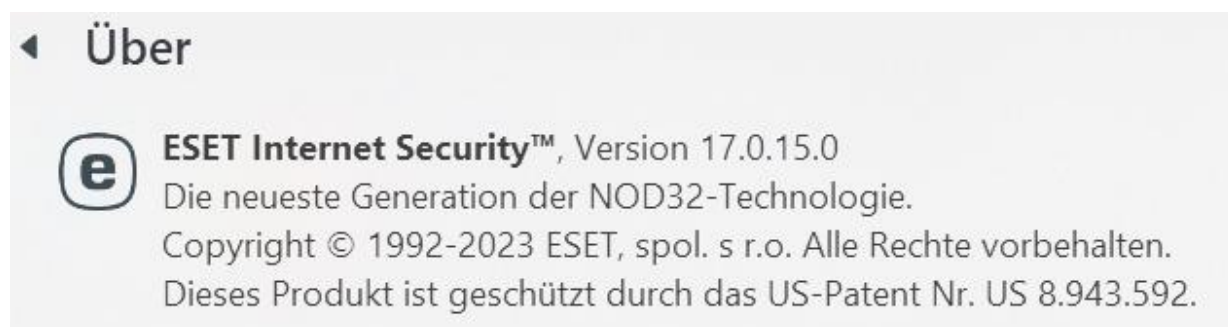 Über
e
ESET Internet Security™, Version 17.0.15.0
Die neueste Generation der NOD32-Technologie.
Copyright © 1992-2023 ESET, spol. s r.o. Alle Rechte vorbehalten.
Dieses Produkt ist geschützt durch das US-Patent Nr. US 8.943.592.